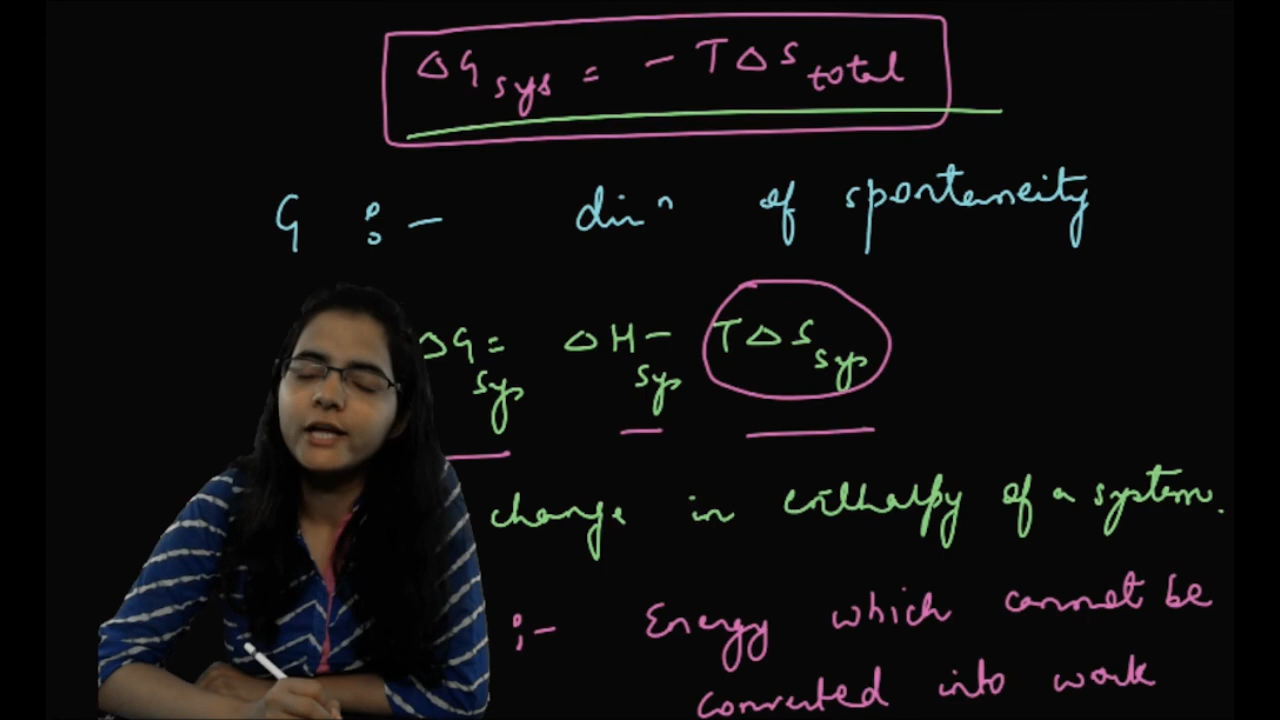 ΔG sys = - TΔS total
G :- dirⁿ of spontaneity
ΔG sys = ΔH sys - TΔS sys
change in enthalpy of a system.
:- Energy which cannot be
converted into work